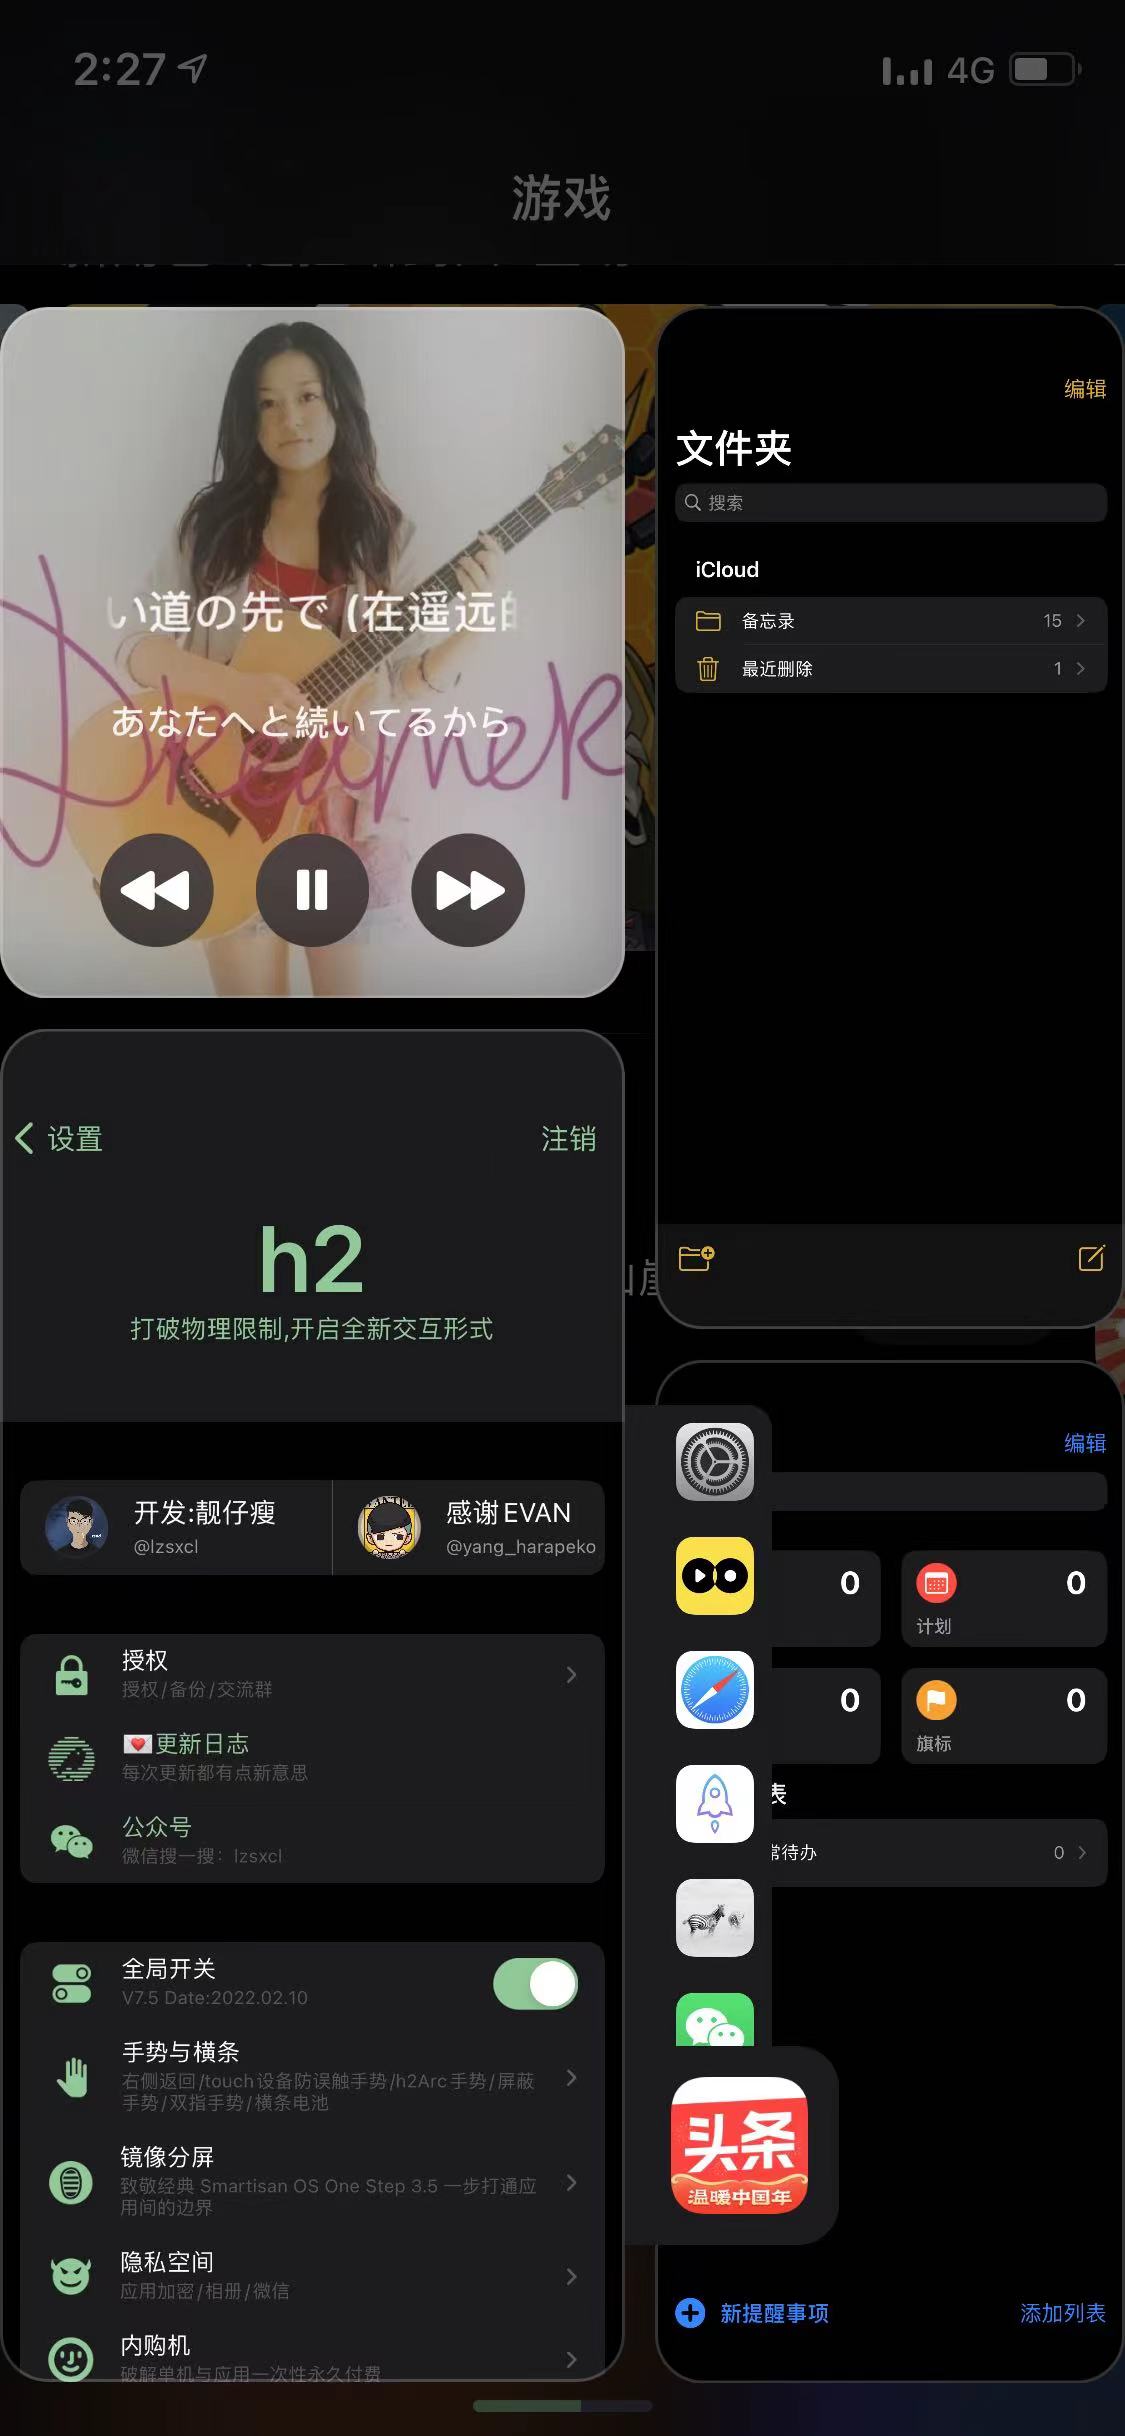 2:27
4G
游戏
い道の先で (在遥远
あなたへと続いてるから
Dreamer
编辑
文件夹
搜索
iCloud
备忘录
15
最近删除
1
设置
注销
h2
打破物理限制,开启全新交互形式
开发:靓仔瘦
@lzsxcl
感谢EVAN
@yang_harapeko
授权
授权/备份/交流群
💌更新日志
每次更新都有点新意思
公众号
微信搜一搜：lzsxcl
全局开关
V7.5 Date:2022.02.10
手势与横条
右侧返回/touch设备防误触手势/h2Arc手势/屏蔽
手势/双指手势/横条电池
镜像分屏
致敬经典 Smartisan OS One Step 3.5 一步打通应
用间的边界
隐私空间
应用加密/相册/微信
内购机
破解单机与应用一次性永久付费
编辑
0
0
计划
0
0
旗标
表
常待办
0
头条
温暖中国年
新提醒事项
添加列表